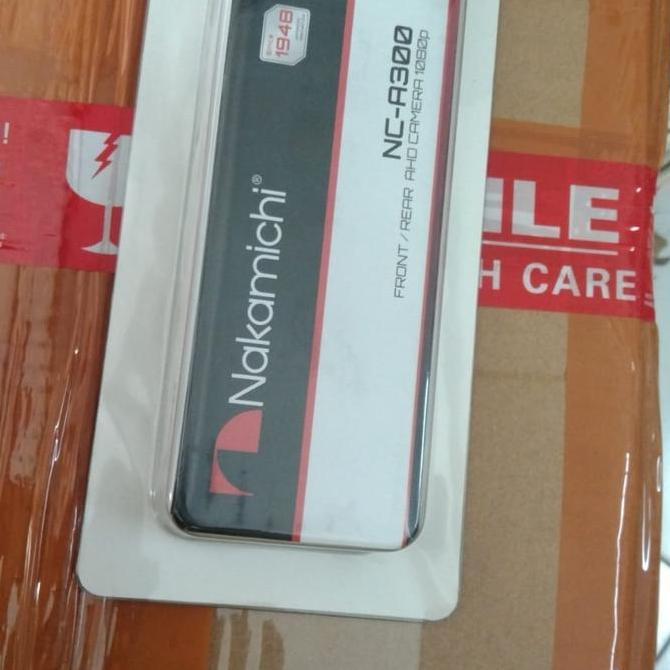 Since
1948
Nakamichi®
NC-A300
FRONT / REAR AHD CAMERA 1080p
!
ILE
H CARE